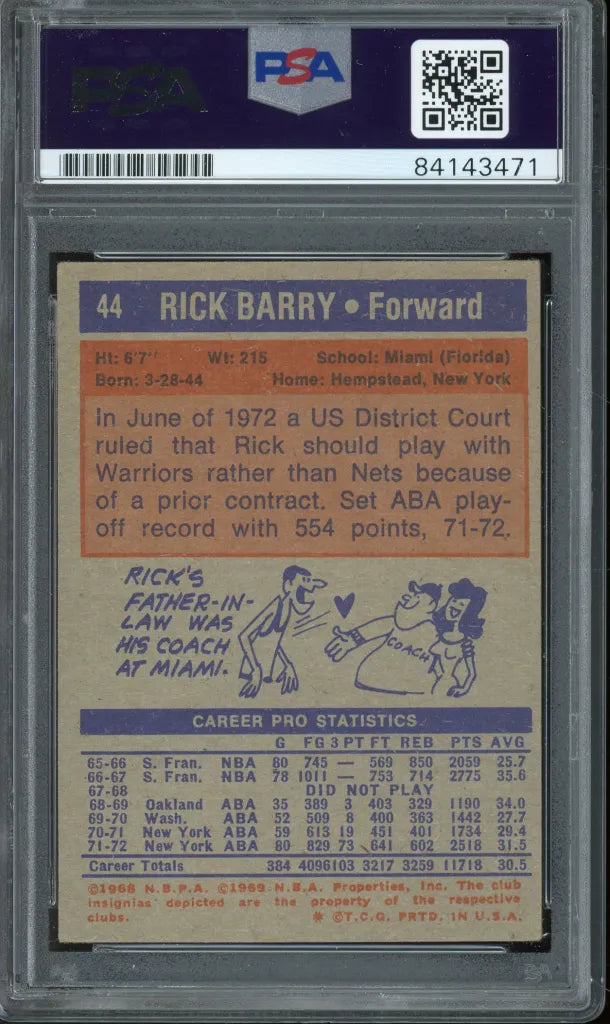 PSA
PSA
84143471
44 RICK BARRY • Forward
Ht: 6'7" Wt: 215 School: Miami (Florida)
Born: 3-28-44 Home: Hempstead, New York
In June of 1972 a US District Court
ruled that Rick should play with
Warriors rather than Nets because
of a prior contract. Set ABA play-
off record with 554 points, 71-72.
RICK'S
FATHER-IN-
LAW WAS
HIS COACH
AT MIAMI.
COACH
CAREER PRO STATISTICS
G FG 3 PT FT REB PTS AVG
65-66 S. Fran. NBA 80 745 — 569 850 2059 25.7
66-67 S. Fran. NBA 78 1011 — 753 714 2775 35.6
67-68 DID NOT PLAY
68-69 Oakland ABA 35 389 3 403 329 1190 34.0
69-70 Wash. ABA 52 509 8 400 363 1442 27.7
70-71 New York ABA 59 613 19 451 401 1734 29.4
71-72 New York ABA 80 829 73 641 602 2518 31.5
Career Totals 384 4096 103 3217 3259 11718 30.5
©1968 N.B.P.A. ©1969 N.B.A. Properties, Inc. The club
insignias depicted are the property of the respective
clubs. * ©T.C.G. PRTD. IN U.S.A.